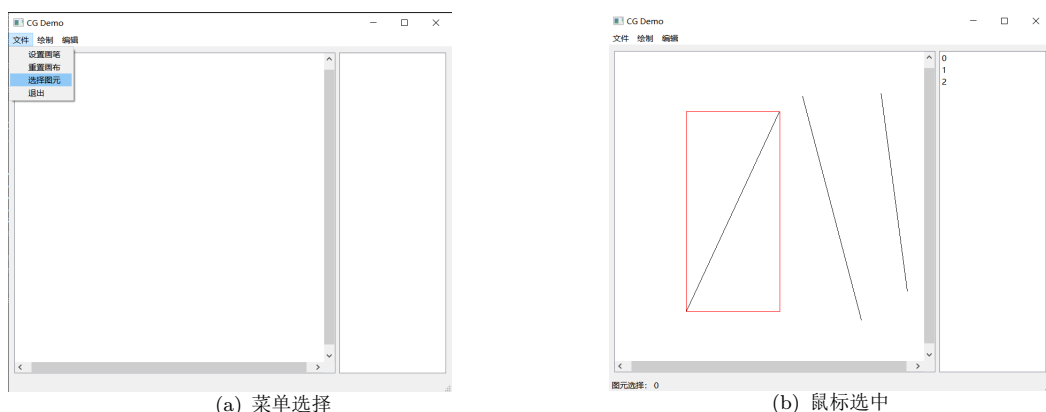 CG Demo
文件 绘制 编辑
设置画笔
重置画布
选择图元
退出
(a) 菜单选择
CG Demo
文件 绘制 编辑
0
1
2
图元选择： 0
(b) 鼠标选中